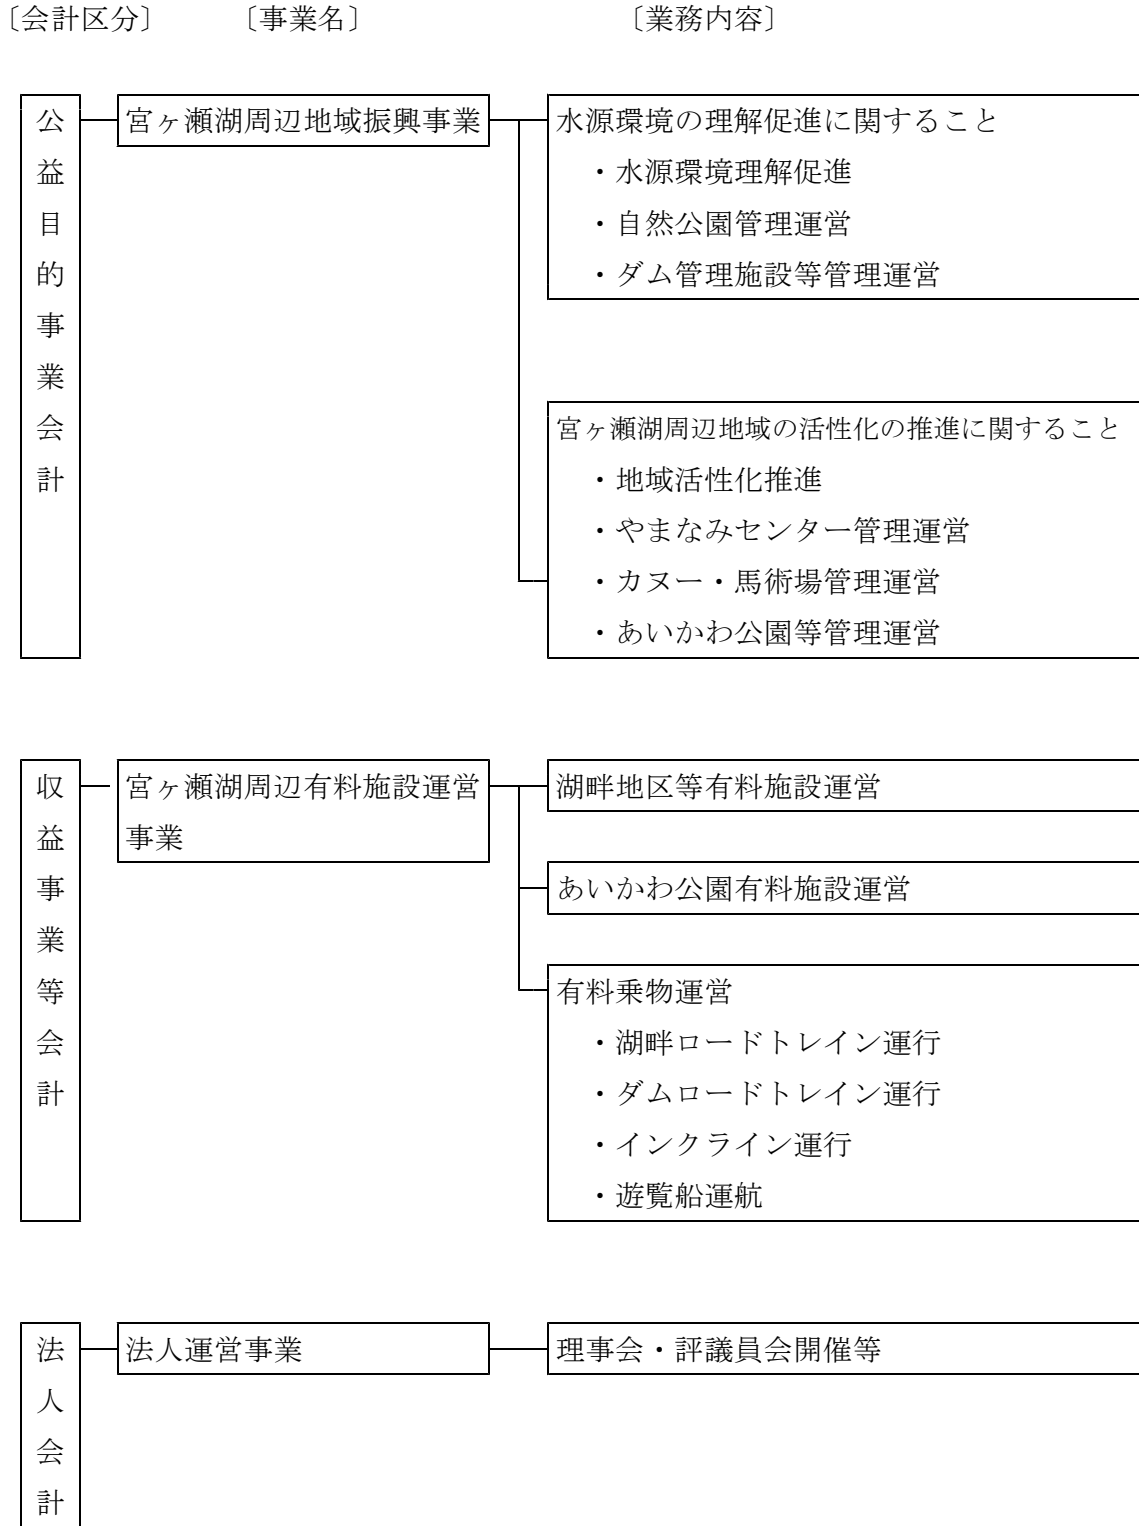 〔会計区分〕 〔事業名〕 〔業務内容〕
公益目的事業会計
宮ヶ瀬湖周辺地域振興事業
水源環境の理解促進に関すること
・水源環境理解促進
・自然公園管理運営
・ダム管理施設等管理運営
宮ヶ瀬湖周辺地域の活性化の推進に関すること
・地域活性化推進
・やまなみセンター管理運営
・カヌー・馬術場管理運営
・あいかわ公園等管理運営
収益事業等会計
宮ヶ瀬湖周辺有料施設運営
事業
湖畔地区等有料施設運営
あいかわ公園有料施設運営
有料乗物運営
・湖畔ロードトレイン運行
・ダムロードトレイン運行
・インクライン運行
・遊覧船運航
法人会計
法人運営事業
理事会・評議員会開催等